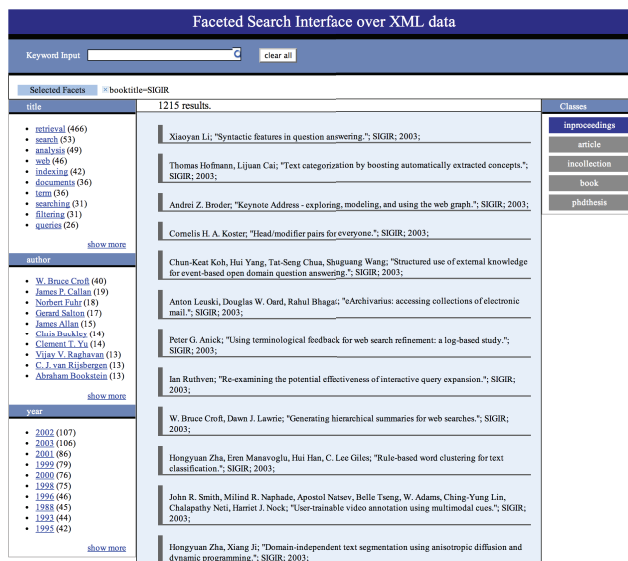 Faceted Search Interface over XML data
Keyword Input
clear all
Selected Facets
booktitle=SIGIR
title
retrieval (466)
search (53)
analysis (49)
web (46)
indexing (42)
documents (36)
term (36)
searching (31)
filtering (31)
queries (26)
show more
author
W. Bruce Croft (40)
James P. Callan (19)
Norbert Fuhr (18)
Gerard Salton (17)
James Allan (15)
Chris Buckley (14)
Clement T. Yu (14)
Vijay V. Raghavan (13)
C. J. van Rijsbergen (13)
Abraham Bookstein (13)
show more
year
2002 (107)
2003 (106)
2001 (86)
1999 (79)
2000 (76)
1998 (75)
1996 (46)
1988 (45)
1993 (44)
1995 (42)
show more
1215 results.
Xiaoyan Li; "Syntactic features in question answering."; SIGIR; 2003;
Thomas Hofmann, Lijuan Cai; "Text categorization by boosting automatically extracted concepts.";
SIGIR; 2003;
Andrei Z. Broder; "Keynote Address - exploring, modeling, and using the web graph."; SIGIR; 2003;
Cornelis H. A. Koster; "Head/modifier pairs for everyone."; SIGIR; 2003;
Chun-Keat Koh, Hui Yang, Tat-Seng Chua, Shuguang Wang; "Structured use of external knowledge
for event-based open domain question answering."; SIGIR; 2003;
Anton Leuski, Douglas W. Oard, Rahul Bhagat; "eArchivarius: accessing collections of electronic
mail."; SIGIR; 2003;
Peter G. Anick; "Using terminological feedback for web search refinement: a log-based study.";
SIGIR; 2003;
Ian Ruthven; "Re-examining the potential effectiveness of interactive query expansion."; SIGIR;
2003;
W. Bruce Croft, Dawn J. Lawrie; "Generating hierarchical summaries for web searches."; SIGIR;
2003;
Hongyuan Zha, Eren Manavoglu, Hui Han, C. Lee Giles; "Rule-based word clustering for text
classification."; SIGIR; 2003;
John R. Smith, Milind R. Naphade, Apostol Natsev, Belle Tseng, W. Adams, Ching-Yung Lin,
Chalapathy Neti, Harriet J. Nock; "User-trainable video annotation using multimodal cues."; SIGIR;
2003;
Hongyuan Zha, Xiang Ji; "Domain-independent text segmentation using anisotropic diffusion and
dynamic programming."; SIGIR; 2003;
Classes
inproceedings
article
incollection
book
phdthesis